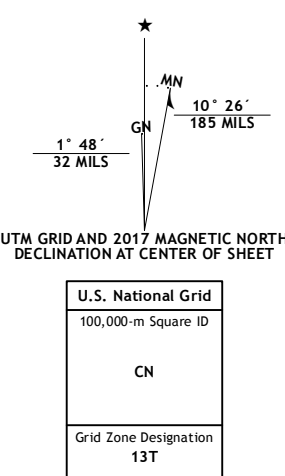 ★
MN
10° 26´
185 MILS
GN
1° 48´
32 MILS
UTM GRID AND 2017 MAGNETIC NORTH
DECLINATION AT CENTER OF SHEET
U.S. National Grid
100,000-m Square ID
CN
Grid Zone Designation
13T